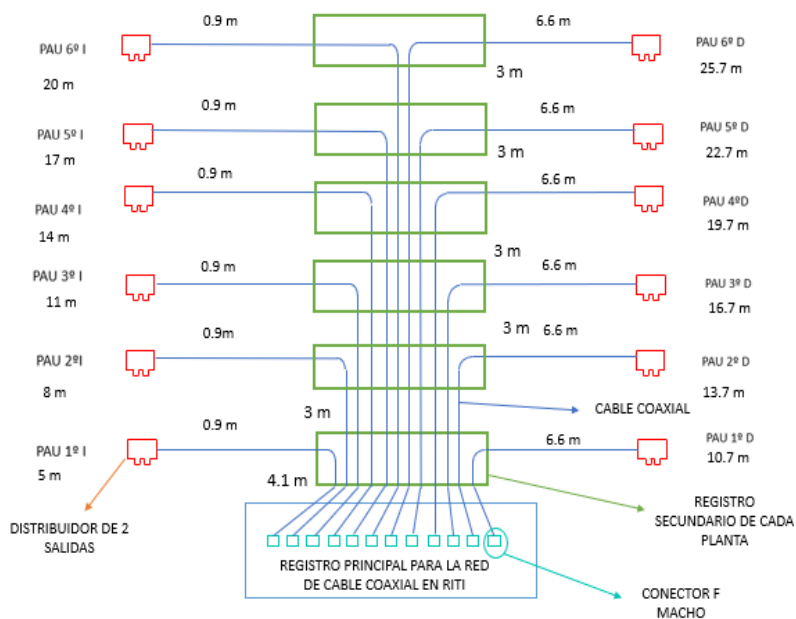 0.9 m
6.6 m
PAU 6º I
PAU 6º D
20 m
3 m
25.7 m
0.9 m
6.6 m
PAU 5º I
PAU 5º D
17 m
3 m
22.7 m
0.9 m
6.6 m
PAU 4º I
PAU 4ºD
14 m
19.7 m
3 m
0.9 m
6.6 m
PAU 3º I
PAU 3º D
11 m
16.7 m
0.9m
3 m
6.6 m
PAU 2ºI
PAU 2º D
8 m
13.7 m
3 m
CABLE COAXIAL
0.9 m
6.6 m
PAU 1º I
PAU 1º D
5 m
10.7 m
4.1 m
DISTRIBUIDOR DE 2
SALIDAS
REGISTRO
SECUNDARIO DE CADA
PLANTA
REGISTRO PRINCIPAL PARA LA RED
DE CABLE COAXIAL EN RITI
CONECTOR F
MACHO